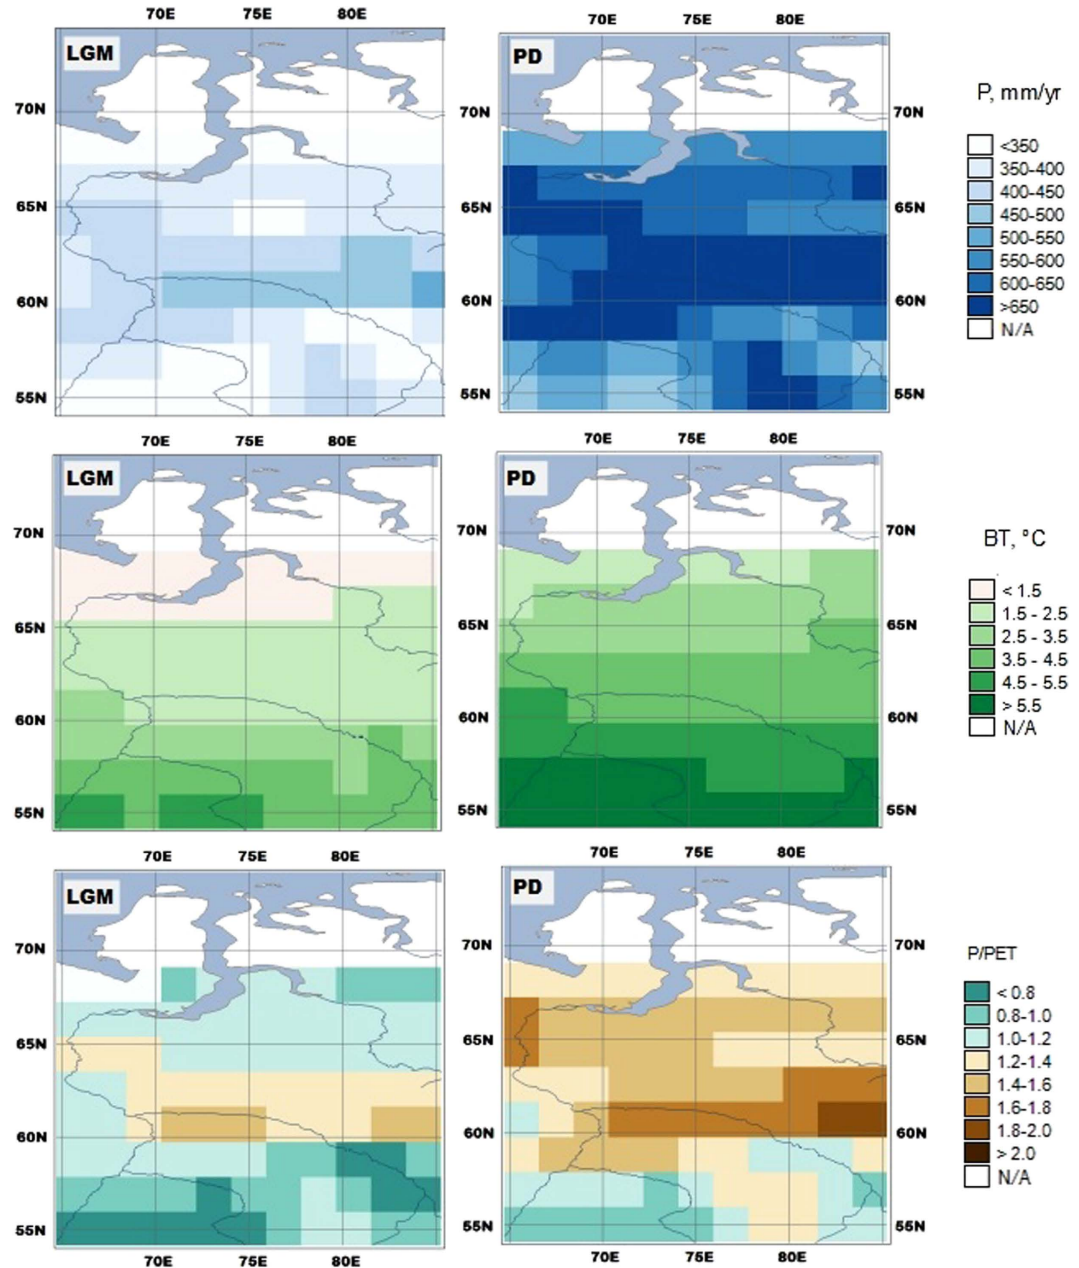 70E 75E 80E
70E 75E 80E
LGM
PD
70N
65N
60N
55N
70N
65N
60N
55N
P, mm/yr
<350
350-400
400-450
450-500
500-550
550-600
600-650
>650
N/A
70E 75E 80E
70E 75E 80E
LGM
PD
70N
65N
60N
55N
70N
65N
60N
55N
BT, °C
< 1.5
1.5 - 2.5
2.5 - 3.5
3.5 - 4.5
4.5 - 5.5
> 5.5
N/A
70E 75E 80E
70E 75E 80E
LGM
PD
70N
65N
60N
55N
70N
65N
60N
55N
70E 75E 80E
70E 75E 80E
P/PET
< 0.8
0.8-1.0
1.0-1.2
1.2-1.4
1.4-1.6
1.6-1.8
1.8-2.0
> 2.0
N/A